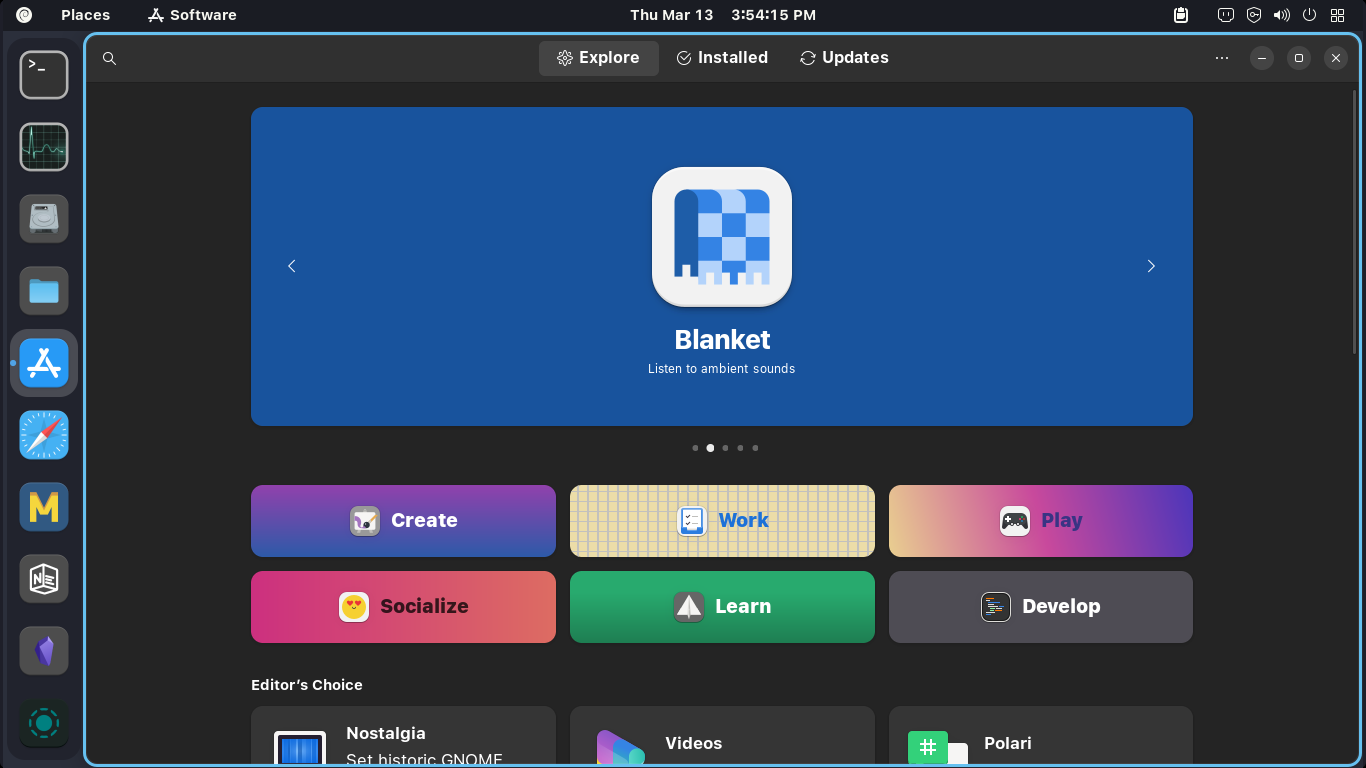 Places
Software
Thu Mar 13 3:54:15 PM
Explore
Installed
Updates
Blanket
Listen to ambient sounds
Create
Work
Play
Socialize
Learn
Develop
Editor's Choice
Nostalgia
Set historic GNOME
Videos
Polari